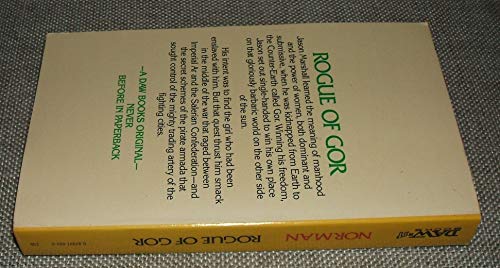 ROGUE OF GOR
Jason Marshall learned the meaning of manhood
and the power of women, both dominant and
submissive, when he was kidnapped from Earth to
the Counter-Earth called Gor. Winning his freedom,
Jason set out single-handed to win his own place
on that gloriously barbaric world on the other side
of the sun.
His intent was to find the girl who had been
enslaved with him. But that quest thrust him smack
in the middle of the war that raged between
Imperial Ar and the Salerian Confederation—and
the secret schemes of the pirate armada that
sought control of the mighty trading artery of the
fighting cities.
—A DAW BOOKS ORIGINAL—
NEVER
BEFORE IN PAPERBACK
DAW
NORMAN
ROGUE OF GOR